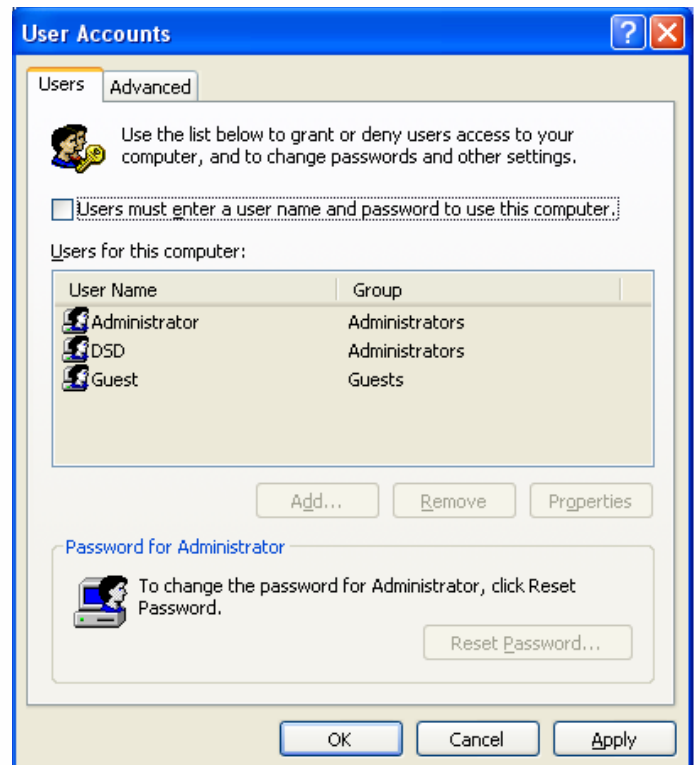 User Accounts
Users
Advanced
Use the list below to grant or deny users access to your
computer, and to change passwords and other settings.
Users must enter a user name and password to use this computer.
Users for this computer:
User Name Group
Administrator Administrators
DSD Administrators
Guest Guests
Add... Remove Properties
Password for Administrator
To change the password for Administrator, click Reset
Password.
Reset Password...
OK Cancel Apply